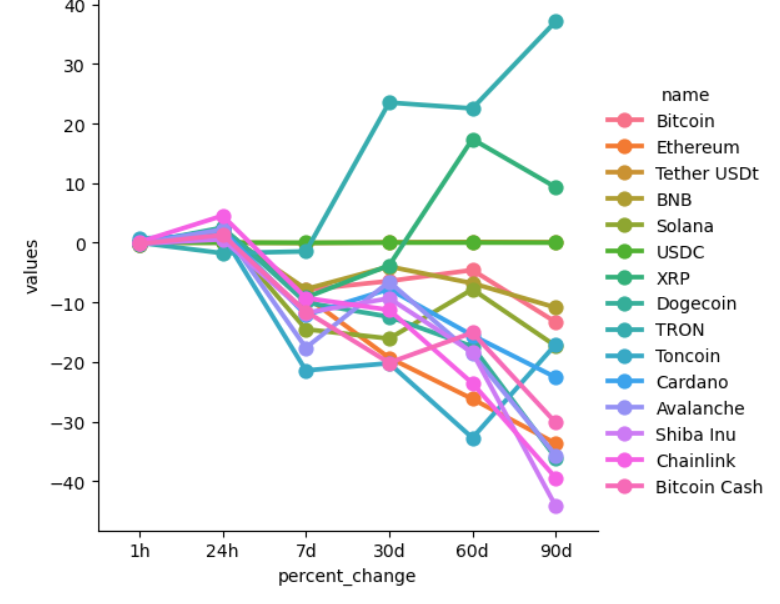 40
30
20
10
0
−10
−20
−30
−40
values
1h 24h 7d 30d 60d 90d
percent_change
name
Bitcoin
Ethereum
Tether USDt
BNB
Solana
USDC
XRP
Dogecoin
TRON
Toncoin
Cardano
Avalanche
Shiba Inu
Chainlink
Bitcoin Cash